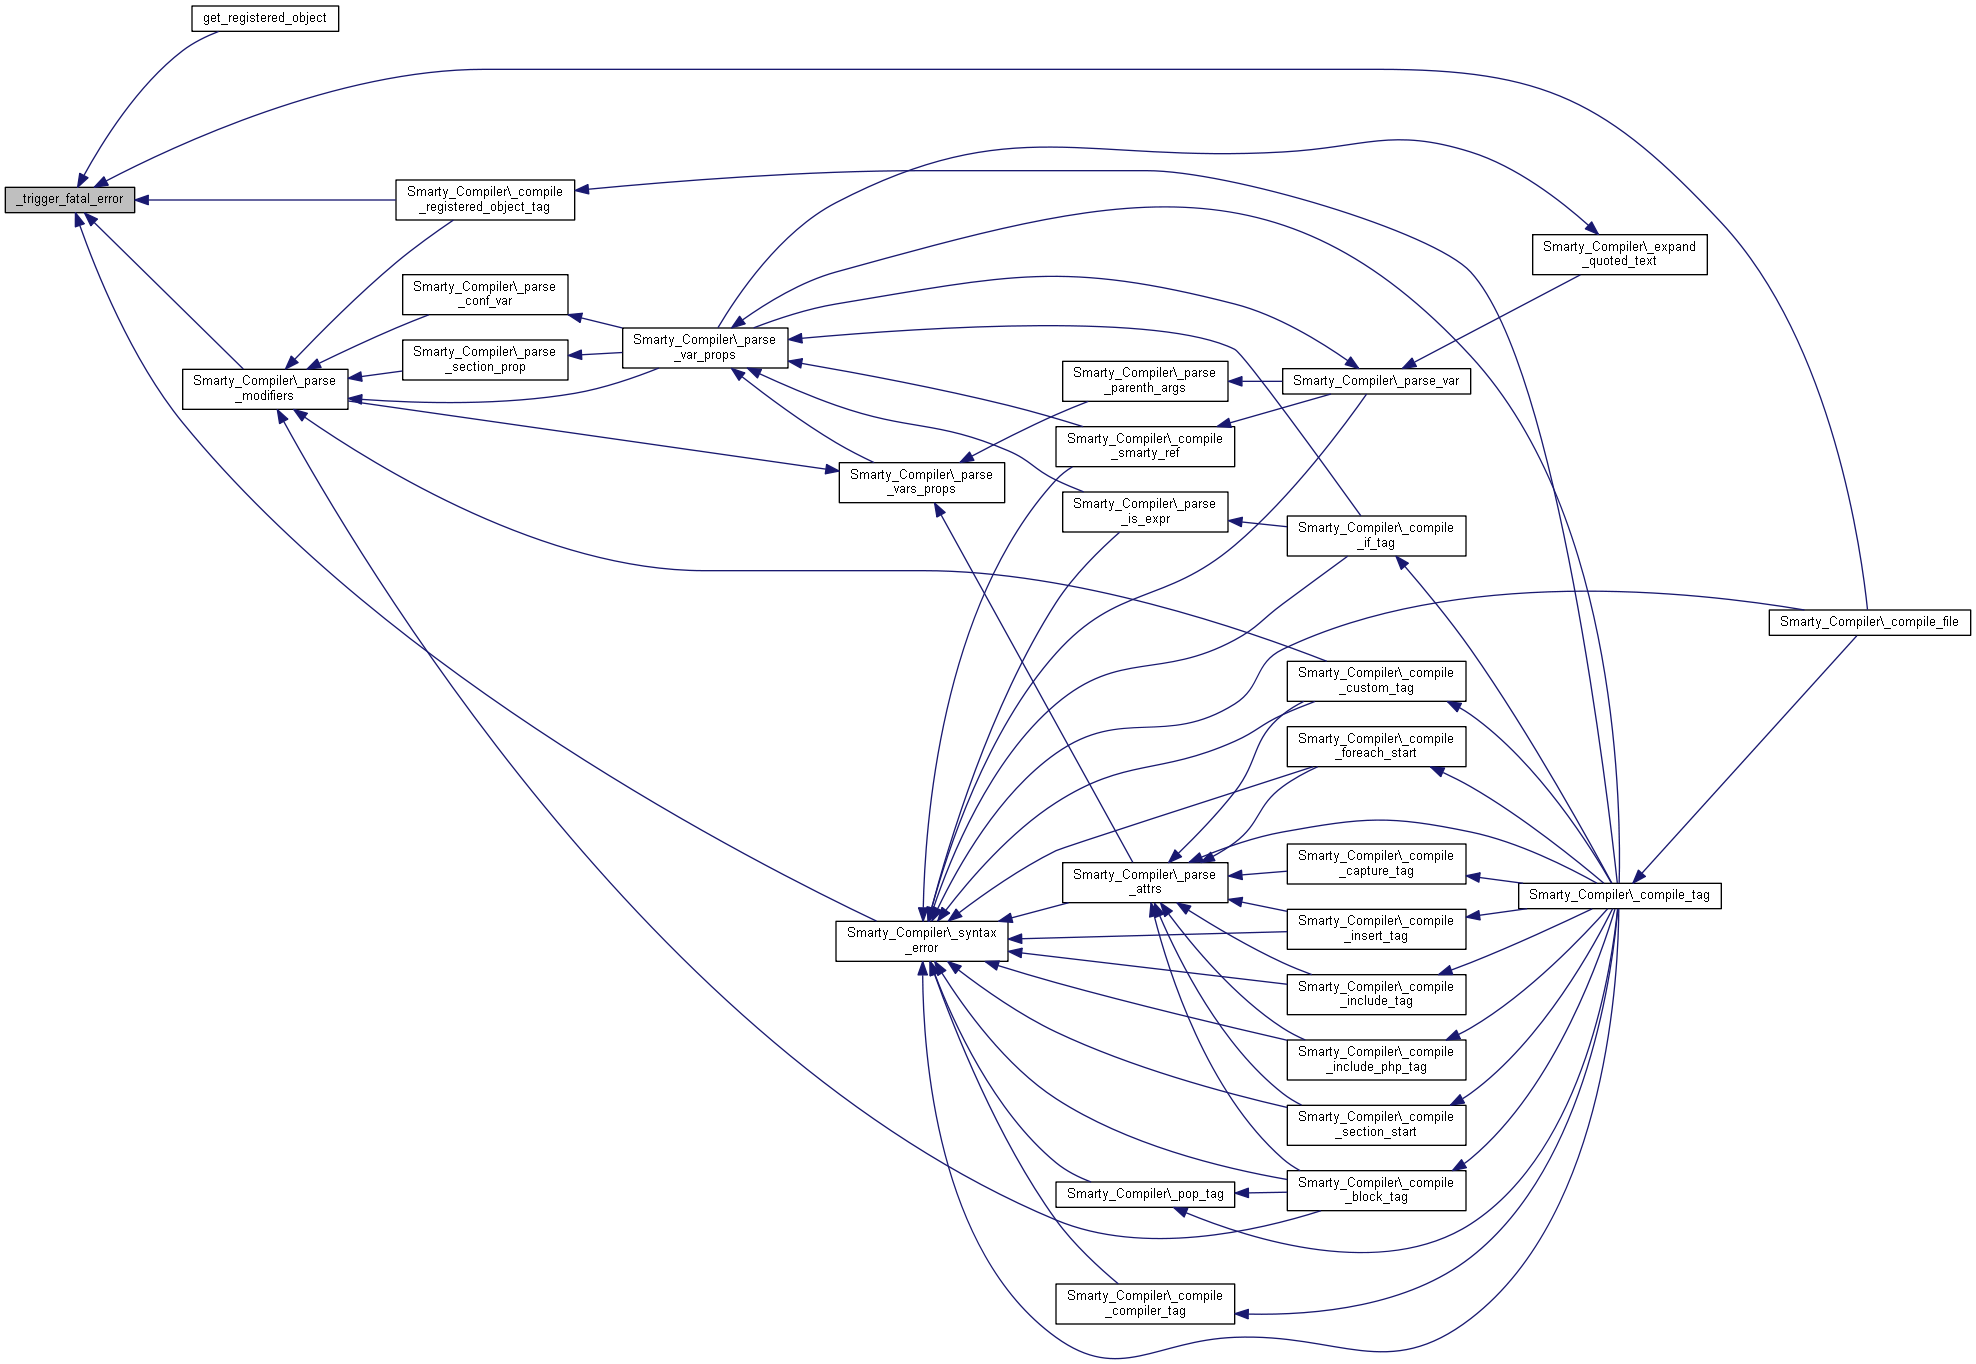 get_registered_object
_trigger_fatal_error
Smarty_Compiler\_compile
_registered_object_tag
Smarty_Compiler\_expand
_quoted_text
Smarty_Compiler\_parse
_conf_var
Smarty_Compiler\_parse
_var_props
Smarty_Compiler\_parse
_section_prop
Smarty_Compiler\_parse
_modifiers
Smarty_Compiler\_parse
_parenth_args
Smarty_Compiler\_parse_var
Smarty_Compiler\_compile
_smarty_ref
Smarty_Compiler\_parse
_vars_props
Smarty_Compiler\_parse
_is_expr
Smarty_Compiler\_compile
_if_tag
Smarty_Compiler\_compile_file
Smarty_Compiler\_compile
_custom_tag
Smarty_Compiler\_compile
_foreach_start
Smarty_Compiler\_parse
_attrs
Smarty_Compiler\_compile
_capture_tag
Smarty_Compiler\_compile_tag
Smarty_Compiler\_syntax
_error
Smarty_Compiler\_compile
_insert_tag
Smarty_Compiler\_compile
_include_tag
Smarty_Compiler\_compile
_include_php_tag
Smarty_Compiler\_compile
_section_start
Smarty_Compiler\_pop_tag
Smarty_Compiler\_compile
_block_tag
Smarty_Compiler\_compile
_compiler_tag